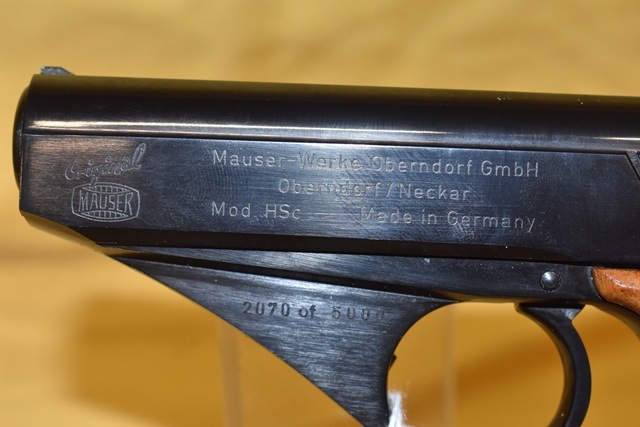 Original
MAUSER
Mauser-Werke Oberndorf GmbH
Oberndorf/Neckar
Mod. HSc Made in Germany
2070 of 5000